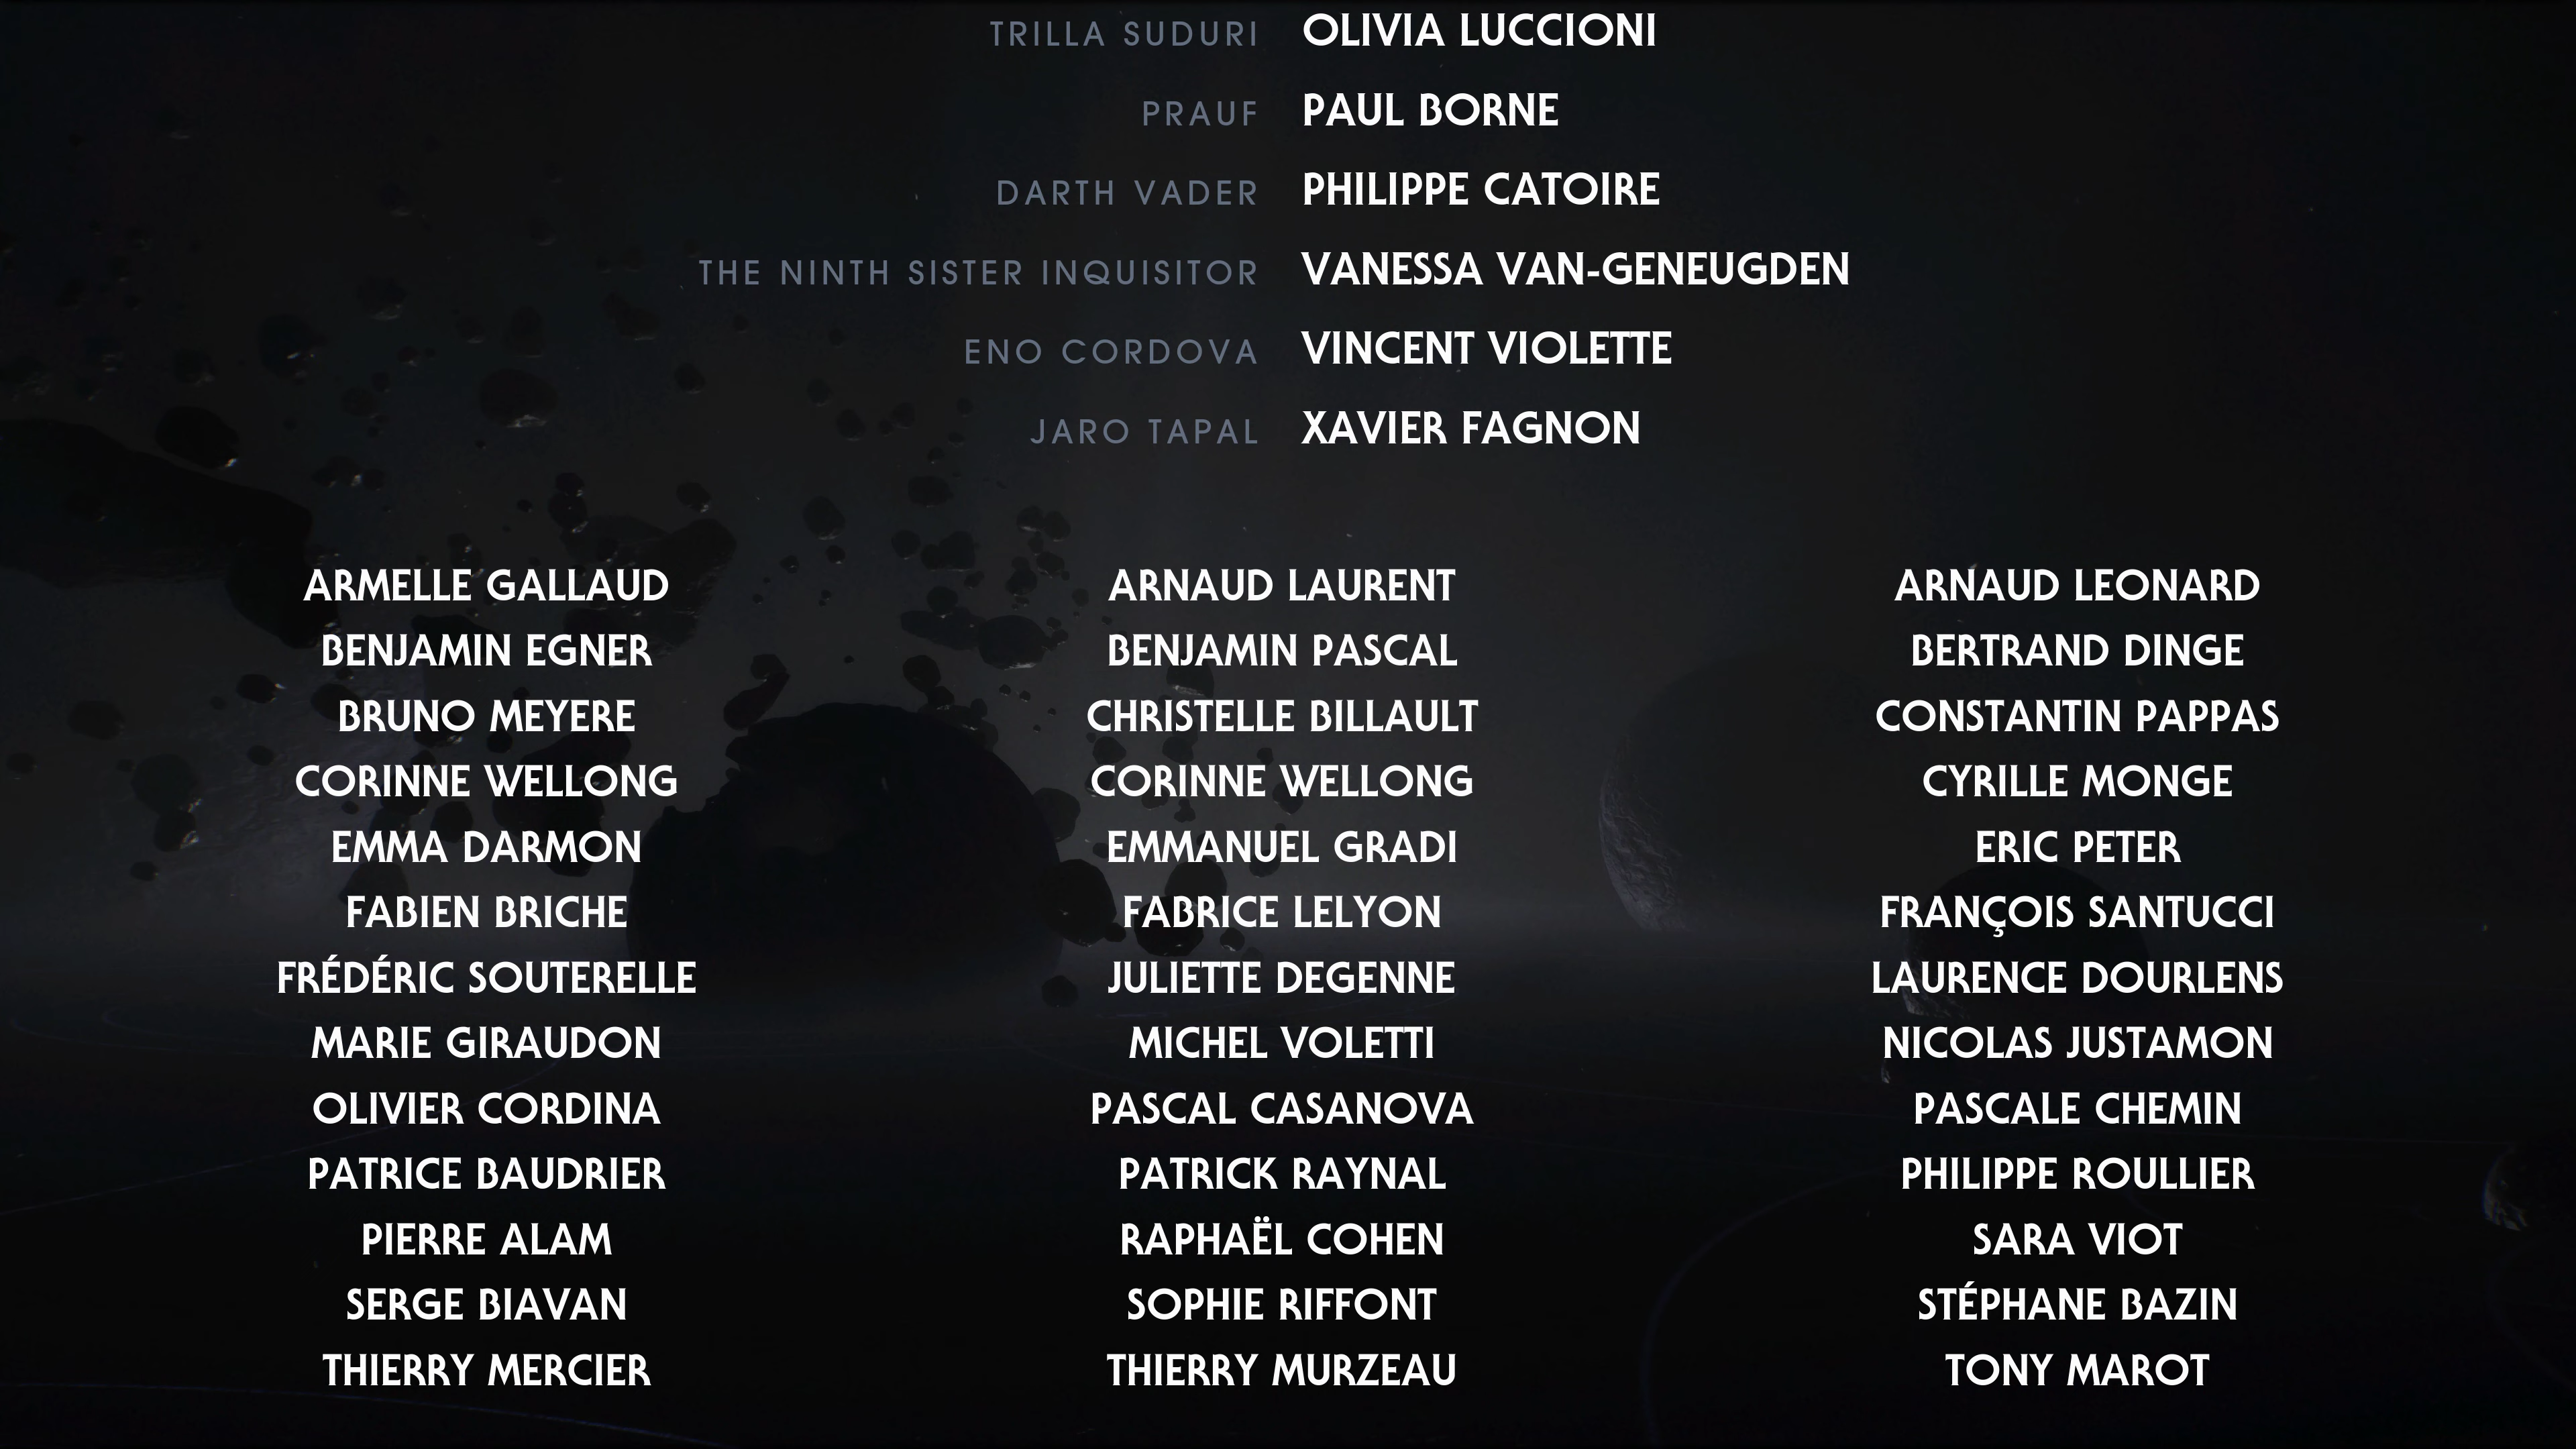 TRILLA SUDURI OLIVIA LUCCIONI
PRAUF PAUL BORNE
DARTH VADER PHILIPPE CATOIRE
THE NINTH SISTER INQUISITOR VANESSA VAN-GENEUGDEN
ENO CORDOVA VINCENT VIOLETTE
JARO TAPAL XAVIER FAGNON
ARMELLE GALLAUD ARNAUD LAURENT ARNAUD LEONARD
BENJAMIN EGNER BENJAMIN PASCAL BERTRAND DINGE
BRUNO MEYERE CHRISTELLE BILLAULT CONSTANTIN PAPPAS
CORINNE WELLONG CORINNE WELLONG CYRILLE MONGE
EMMA DARMON EMMANUEL GRADI ERIC PETER
FABIEN BRICHE FABRICE LELYON FRANÇOIS SANTUCCI
FRÉDÉRIC SOUTERELLE JULIETTE DEGENNE LAURENCE DOURLENS
MARIE GIRAUDON MICHEL VOLETTI NICOLAS JUSTAMON
OLIVIER CORDINA PASCAL CASANOVA PASCALE CHEMIN
PATRICE BAUDRIER PATRICK RAYNAL PHILIPPE ROULLIER
PIERRE ALAM RAPHAËL COHEN SARA VIOT
SERGE BIAVAN SOPHIE RIFFONT STÉPHANE BAZIN
THIERRY MERCIER THIERRY MURZEAU TONY MAROT